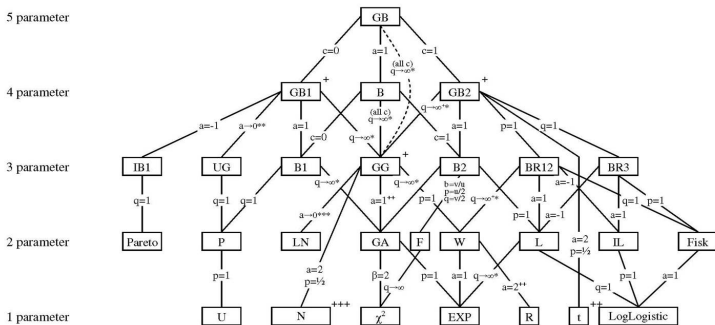 5 parameter
GB
c=0
a=1
(all c)
q→∞*
c=1
4 parameter
GB1
+
B
GB2
+
a=-1
a→0**
a=1
q→∞*
c=0
(all c)
q→∞*
c=1
q→∞**
a=1
p=1
q=1
3 parameter
IB1
UG
B1
GG
+
B2
BR12
BR3
q=1
q=1
q=1
q→∞*
a→0***
a=1++
q→∞*
p=1
b=v/u
p=u/2
q=v/2
q→∞**
a=1
a=-1
a=-1
a=1
q=1
p=1
2 parameter
Pareto
P
LN
GA
F
W
L
IL
Fisk
p=1
a=2
p=½
β=2
q→∞
p=1
a=1
q→∞*
a=2++
a=2
p=½
q=1
p=1
a=1
1 parameter
U
N
+++
χ²
EXP
R
t
++
LogLogistic